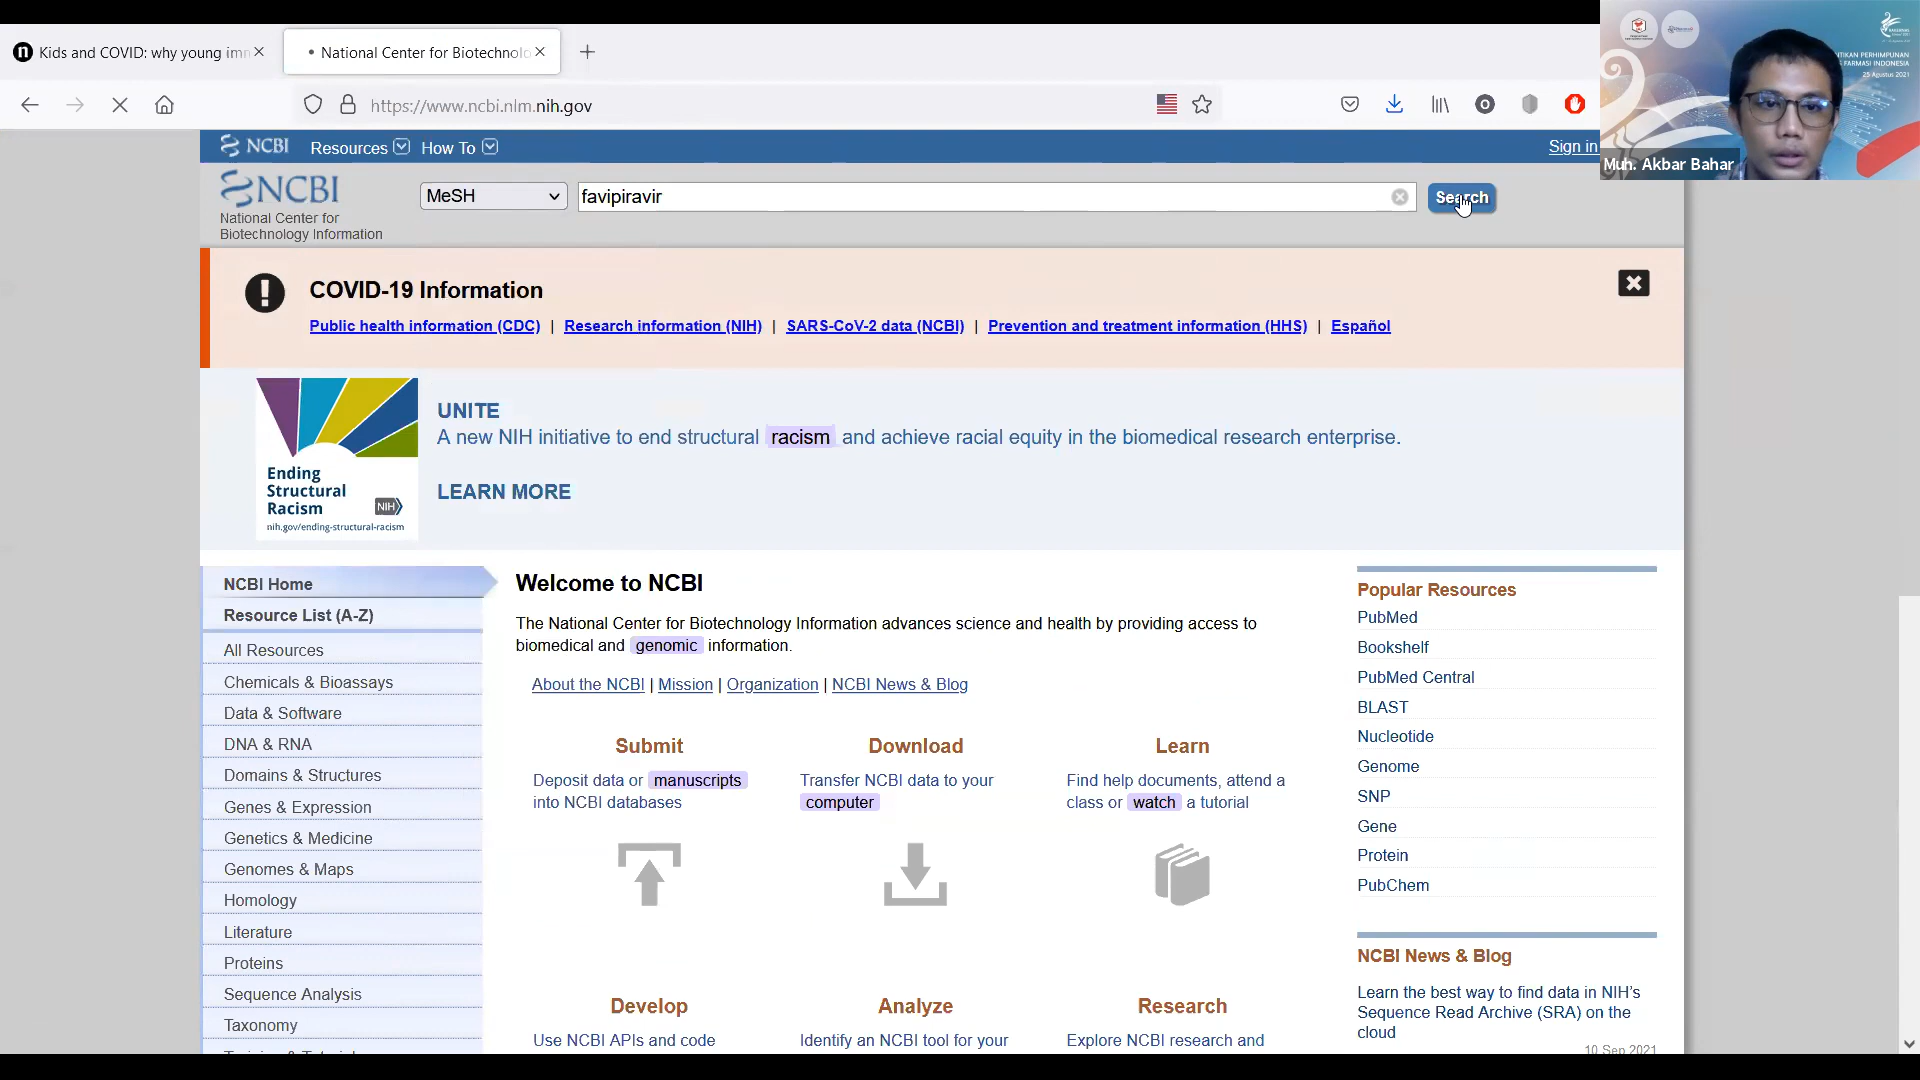 Kids and COVID: why young imm
National Center for Biotechnolo
https://www.ncbi.nlm.nih.gov
TIKAN PERHIMPUNAN
FARMASI INDONESIA
25 Agustus 2021
Muh. Akbar Bahar
NCBI
Resources
How To
Sign in
NCBI
National Center for
Biotechnology Information
MeSH
favipiravir
Search
COVID-19 Information
Public health information (CDC) | Research information (NIH) | SARS-CoV-2 data (NCBI) | Prevention and treatment information (HHS) | Español
Ending
Structural
Racism
NIH
nih.gov/ending-structural-racism
UNITE
A new NIH initiative to end structural racism and achieve racial equity in the biomedical research enterprise.
LEARN MORE
NCBI Home
Resource List (A-Z)
All Resources
Chemicals & Bioassays
Data & Software
DNA & RNA
Domains & Structures
Genes & Expression
Genetics & Medicine
Genomes & Maps
Homology
Literature
Proteins
Sequence Analysis
Taxonomy
Welcome to NCBI
The National Center for Biotechnology Information advances science and health by providing access to
biomedical and genomic information.
About the NCBI | Mission | Organization | NCBI News & Blog
Submit
Deposit data or manuscripts
into NCBI databases
Download
Transfer NCBI data to your
computer
Learn
Find help documents, attend a
class or watch a tutorial
Develop
Use NCBI APIs and code
Analyze
Identify an NCBI tool for your
Research
Explore NCBI research and
Popular Resources
PubMed
Bookshelf
PubMed Central
BLAST
Nucleotide
Genome
SNP
Gene
Protein
PubChem
NCBI News & Blog
Learn the best way to find data in NIH's
Sequence Read Archive (SRA) on the
cloud
10 Sep 2021